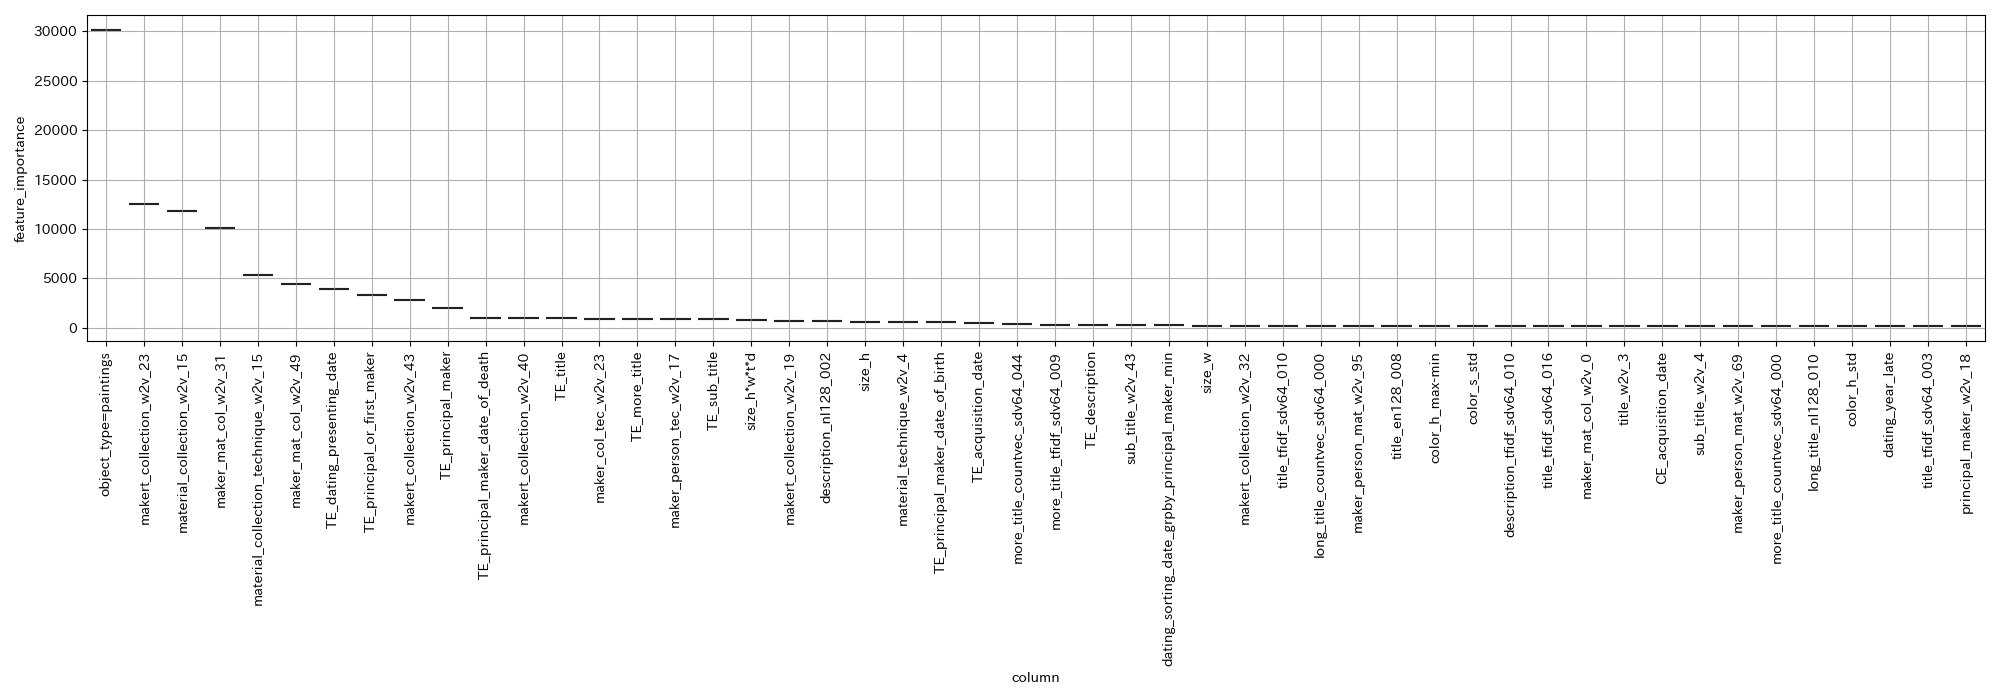 feature_importance
30000
25000
20000
15000
10000
5000
0
object_type=paintings
makert_collection_w2v_23
material_collection_w2v_15
maker_mat_col_w2v_31
material_collection_technique_w2v_15
maker_mat_col_w2v_49
TE_dating_presenting_date
TE_principal_or_first_maker
makert_collection_w2v_43
TE_principal_maker
TE_principal_maker_date_of_death
makert_collection_w2v_40
TE_title
maker_col_tec_w2v_23
TE_more_title
maker_person_tec_w2v_17
TE_sub_title
size_h*w*t*d
makert_collection_w2v_19
description_nl128_002
size_h
material_technique_w2v_4
TE_principal_maker_date_of_birth
TE_acquisition_date
more_title_countvec_sdv64_044
more_title_tfidf_sdv64_009
TE_description
sub_title_w2v_43
dating_sorting_date_grpby_principal_maker_min
size_w
makert_collection_w2v_32
title_tfidf_sdv64_010
long_title_countvec_sdv64_000
maker_person_mat_w2v_95
title_en128_008
color_h_max-min
color_s_std
description_tfidf_sdv64_010
title_tfidf_sdv64_016
maker_mat_col_w2v_0
title_w2v_3
CE_acquisition_date
sub_title_w2v_4
maker_person_mat_w2v_69
more_title_countvec_sdv64_000
long_title_nl128_010
color_h_std
dating_year_late
title_tfidf_sdv64_003
principal_maker_w2v_18
column